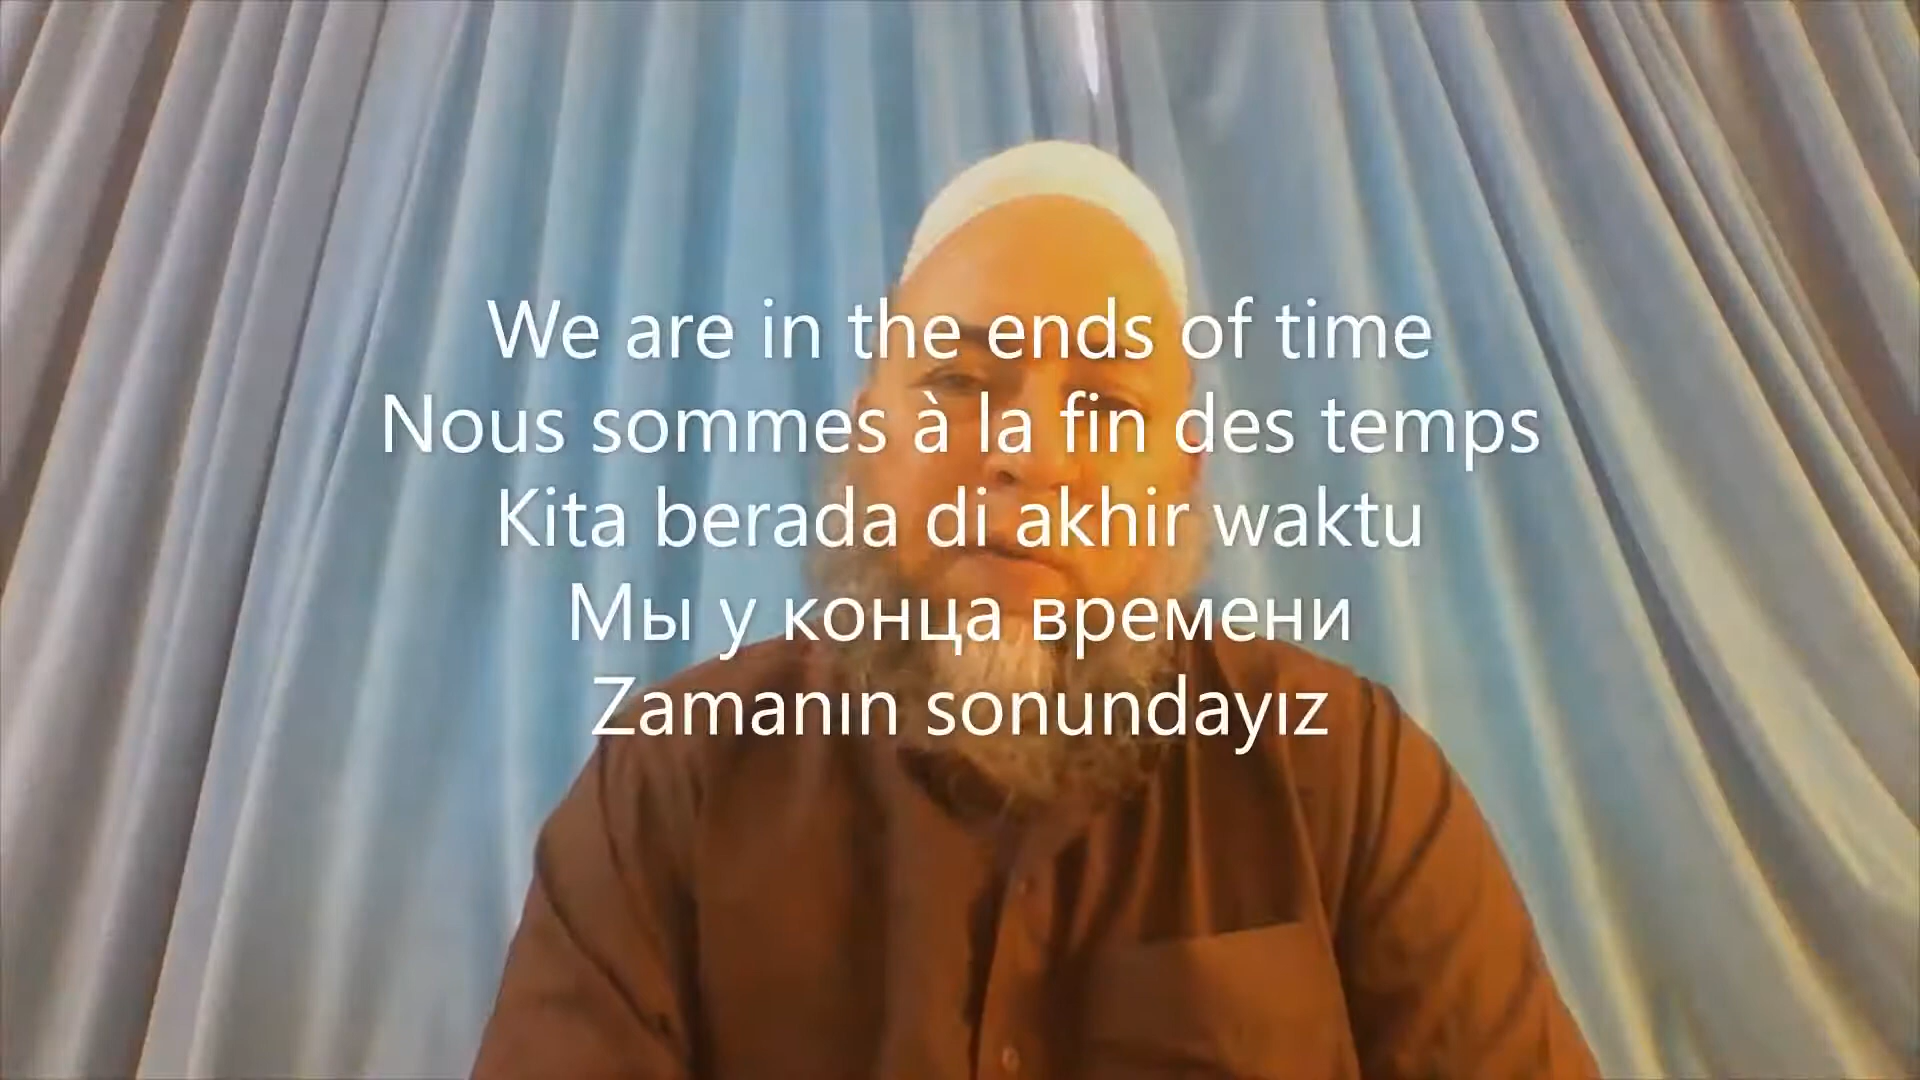 We are in the ends of time
Nous sommes à la fin des temps
Kita berada di akhir waktu
Мы у конца времени
Zamanın sonundayız